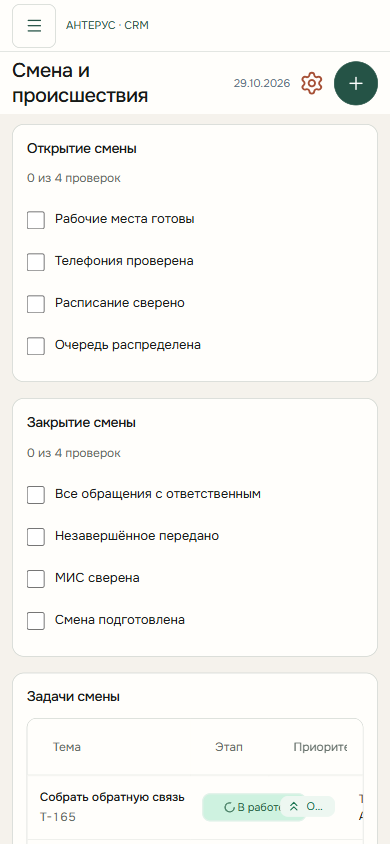 АНТЕРУС · CRM
Смена и
происшествия
29.10.2026
Открытие смены
0 из 4 проверок
Рабочие места готовы
Телефония проверена
Расписание сверено
Очередь распределена
Закрытие смены
0 из 4 проверок
Все обращения с ответственным
Незавершённое передано
МИС сверена
Смена подготовлена
Задачи смены
Тема Этап Приорите
Собрать обратную связь
В работе О...
Т-165